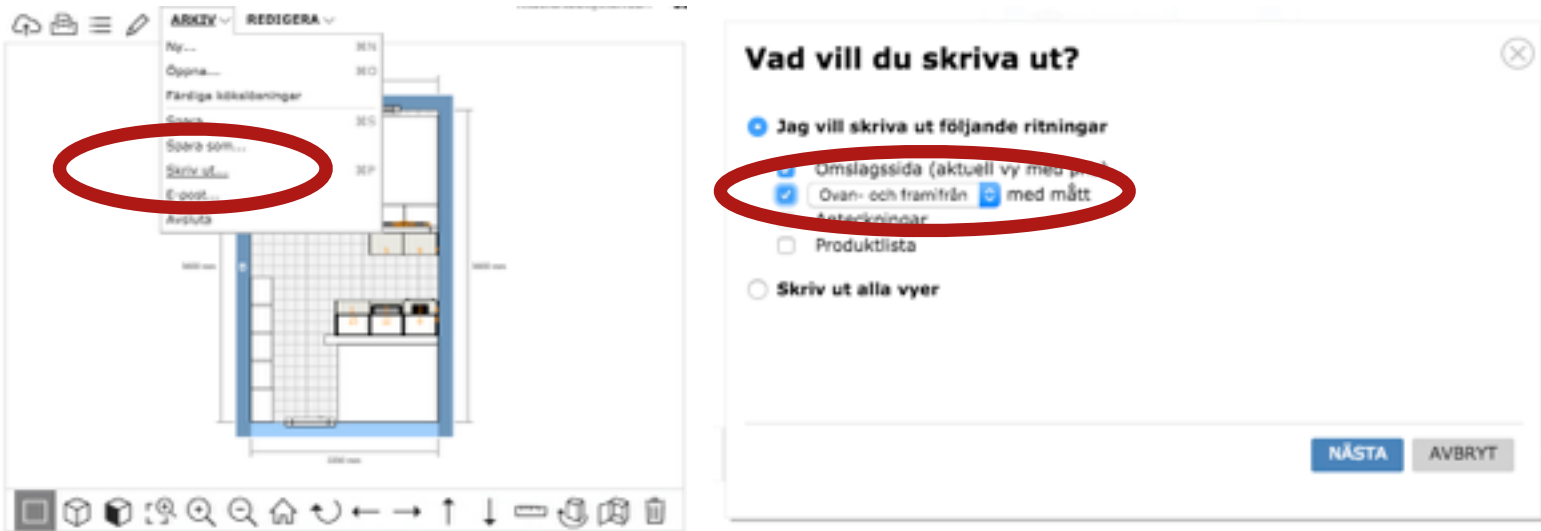 ARKIV REDIGERA
Ny... ⌘N
Öppna... ⌘O
Färdiga kökslösningar
Spara ⌘S
Spara som...
Skriv ut... ⌘P
E-post...
Avsluta
Vad vill du skriva ut?
Jag vill skriva ut följande ritningar
Omslagssida (aktuell vy med
Ovan- och framifrån med mått
Anteckningar
Produktlista
Skriv ut alla vyer
NÄSTA AVBRYT